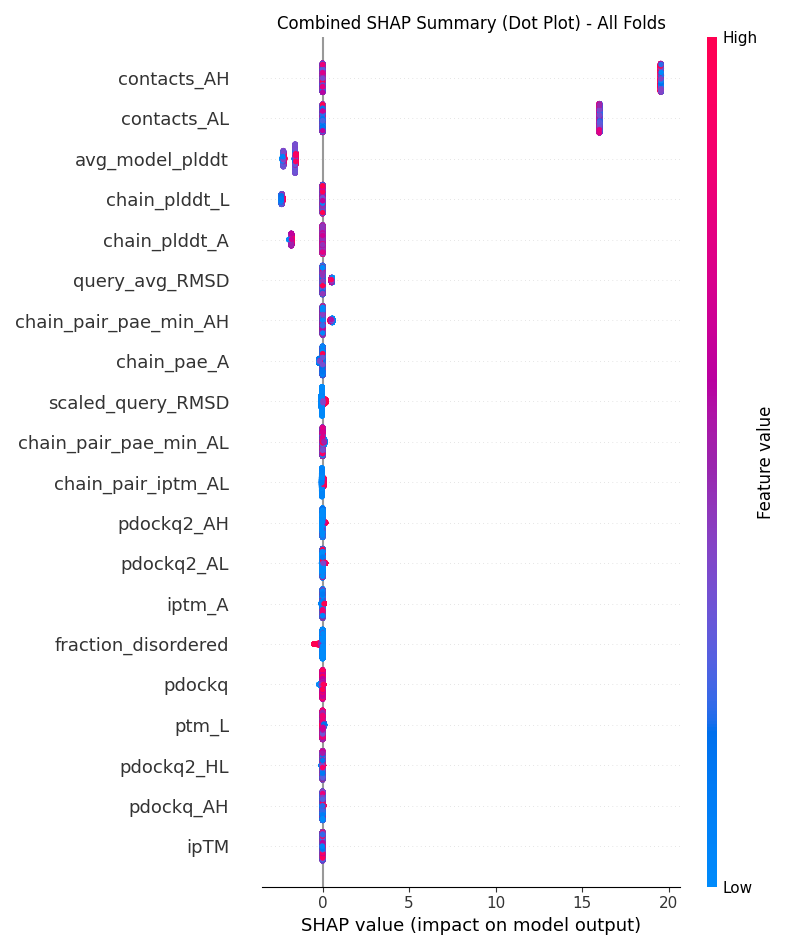 Combined SHAP Summary (Dot Plot) - All Folds
High
contacts_AH
contacts_AL
avg_model_plddt
chain_plddt_L
chain_plddt_A
query_avg_RMSD
chain_pair_pae_min_AH
chain_pae_A
scaled_query_RMSD
chain_pair_pae_min_AL
chain_pair_iptm_AL
pdockq2_AH
pdockq2_AL
iptm_A
fraction_disordered
pdockq
ptm_L
pdockq2_HL
pdockq_AH
ipTM
Feature value
Low
0 5 10 15 20
SHAP value (impact on model output)